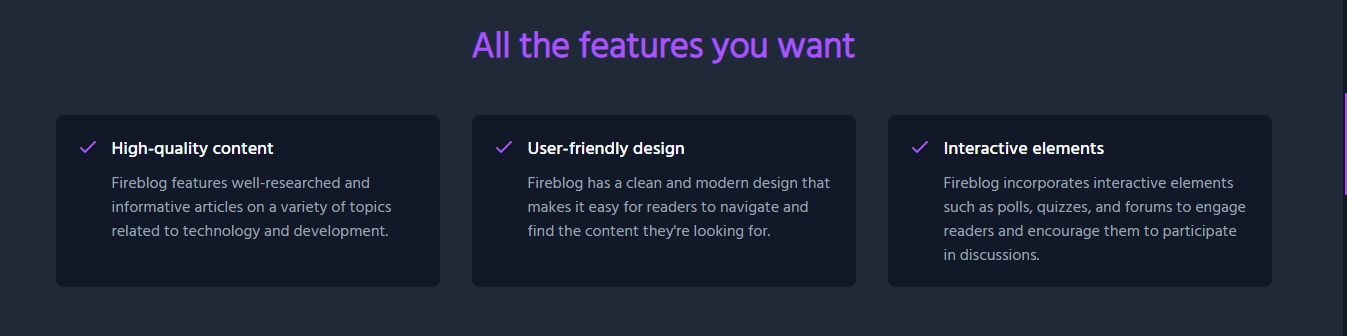 All the features you want
High-quality content
Fireblog features well-researched and
informative articles on a variety of topics
related to technology and development.
User-friendly design
Fireblog has a clean and modern design that
makes it easy for readers to navigate and
find the content they're looking for.
Interactive elements
Fireblog incorporates interactive elements
such as polls, quizzes, and forums to engage
readers and encourage them to participate
in discussions.